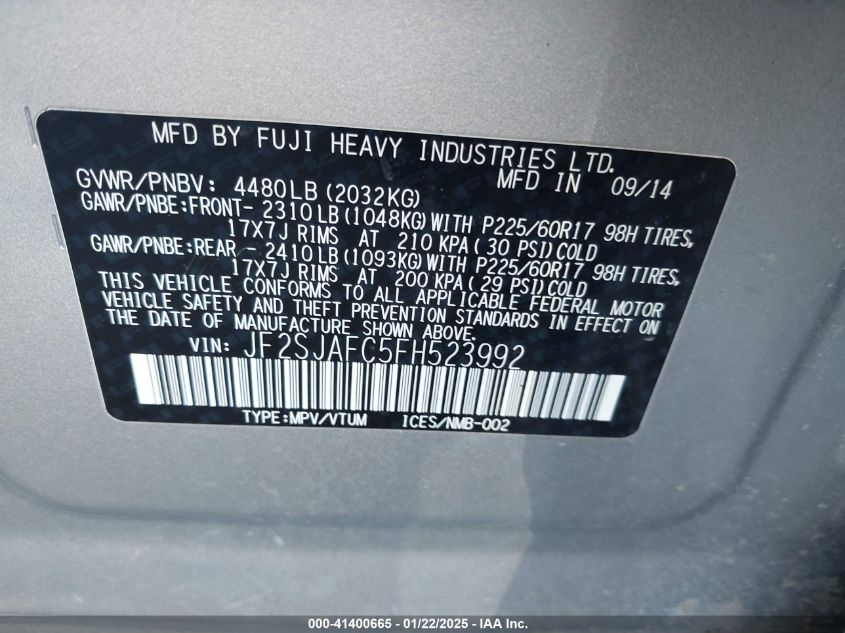 MFD BY FUJI HEAVY INDUSTRIES LTD.
GVWR/PNBV: 4480LB(2032KG) MFD IN 09/14
GAWR/PNBE:FRONT- 2310LB(1048KG)WITH P225/60R17 98H TIRES,
17X7J RIMS AT 210 KPA( 30 PSI)COLD
GAWR/PNBE:REAR - 2410LB(1093KG)WITH P225/60R17 98H TIRES,
17X7J RIMS AT 200 KPA( 29 PSI)COLD
THIS VEHICLE CONFORMS TO ALL APPLICABLE FEDERAL MOTOR
VEHICLE SAFETY AND THEFT PREVENTION STANDARDS IN EFFECT ON
THE DATE OF MANUFACTURE SHOWN ABOVE.
VIN: JF2SJAFC5FH523992
TYPE:MPV/VTUM ICES/NMB-002
000-41400665 - 01/22/2025 - IAA Inc.